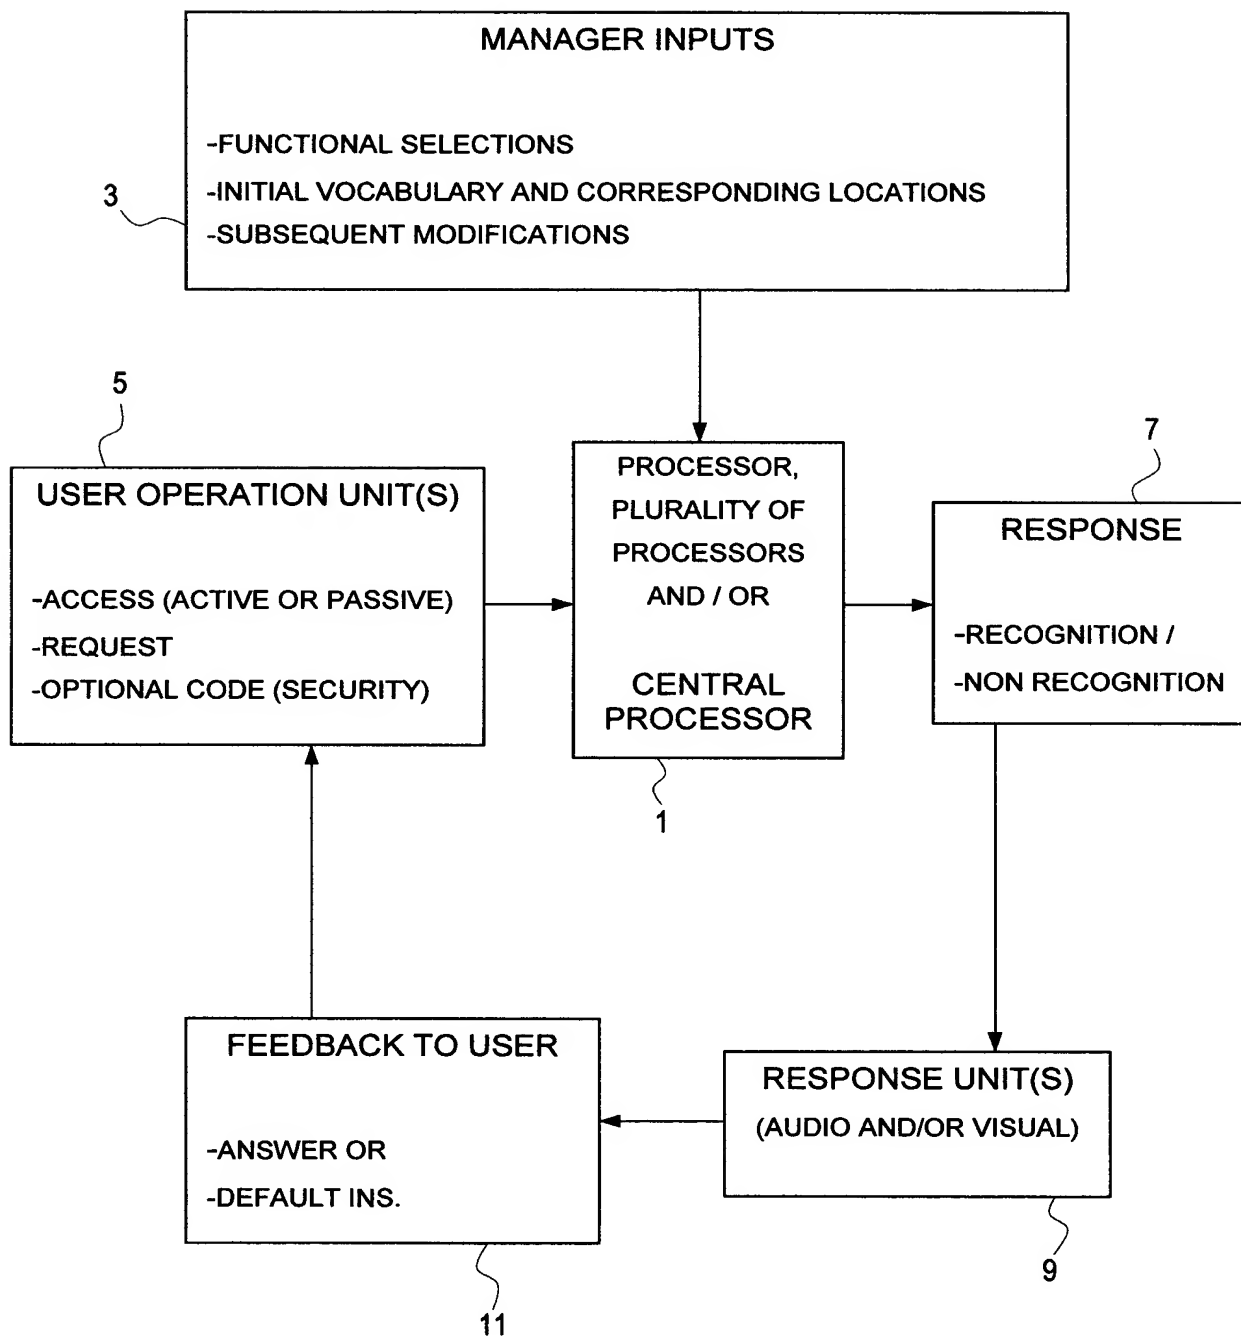 MANAGER INPUTS
-FUNCTIONAL SELECTIONS
-INITIAL VOCABULARY AND CORRESPONDING LOCATIONS
-SUBSEQUENT MODIFICATIONS
3
5
USER OPERATION UNIT(S)
-ACCESS (ACTIVE OR PASSIVE)
-REQUEST
-OPTIONAL CODE (SECURITY)
PROCESSOR,
PLURALITY OF
PROCESSORS
AND / OR
CENTRAL
PROCESSOR
1
7
RESPONSE
-RECOGNITION /
-NON RECOGNITION
FEEDBACK TO USER
-ANSWER OR
-DEFAULT INS.
11
RESPONSE UNIT(S)
(AUDIO AND/OR VISUAL)
9